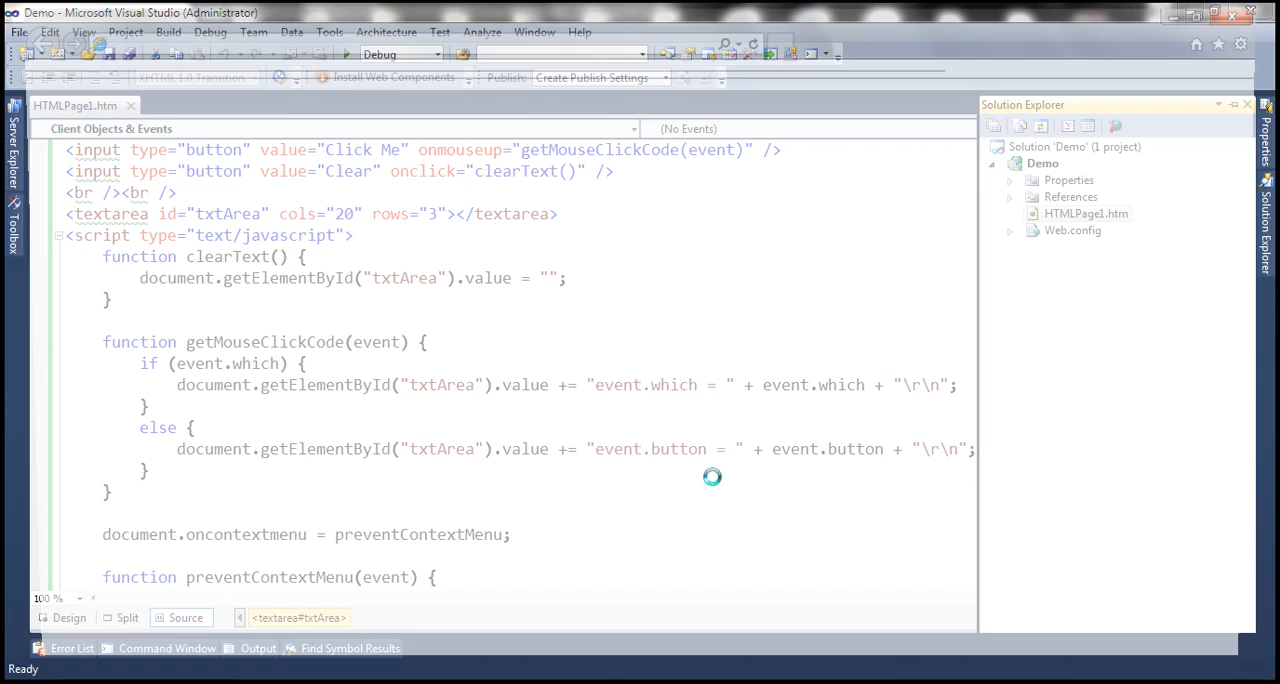 Demo - Microsoft Visual Studio (Administrator)
File Edit View Project Build Debug Team Data Tools Architecture Test Analyze Window Help
Debug
XHTML 1.0 Transition Install Web Components Publish: Create Publish Settings
HTMLPage1.htm
Client Objects & Events (No Events)
<input type="button" value="Click Me" onmouseup="getMouseClickCode(event)" />
<input type="button" value="Clear" onclick="clearText()" />
<br /><br />
<textarea id="txtArea" cols="20" rows="3"></textarea>
<script type="text/javascript">
function clearText() {
document.getElementById("txtArea").value = "";
}
function getMouseClickCode(event) {
if (event.which) {
document.getElementById("txtArea").value += "event.which = " + event.which + "\r\n";
}
else {
document.getElementById("txtArea").value += "event.button = " + event.button + "\r\n";
}
}
document.oncontextmenu = preventContextMenu;
function preventContextMenu(event) {
100 %
Design Split Source <textarea#txtArea>
Error List Command Window Output Find Symbol Results
Ready
Server Explorer
Toolbox
Solution Explorer
Solution 'Demo' (1 project)
Demo
Properties
References
HTMLPage1.htm
Web.config
Properties
Solution Explorer